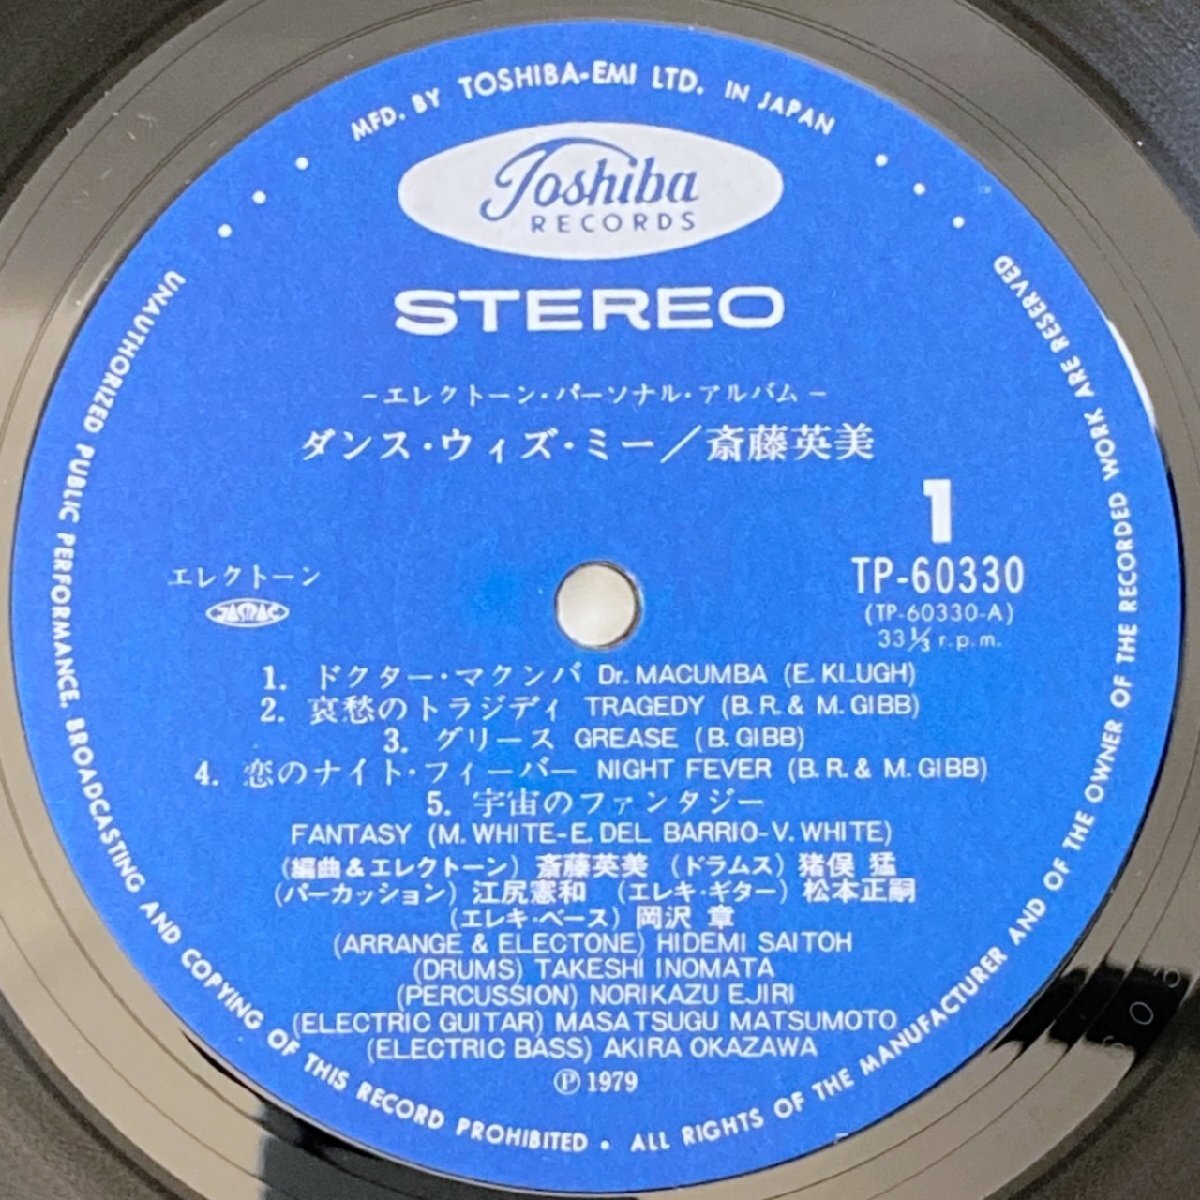 MFD. BY TOSHIBA-EMI LTD. IN JAPAN
Toshiba
RECORDS
STEREO
-エレクトーン・パーソナル・アルバム-
ダンス・ウィズ・ミー／斎藤英美
1
エレクトーン
JASRAC
TP-60330
(TP-60330-A)
33⅓ r.p.m.
1. ドクター・マクンバ Dr. MACUMBA (E. KLUGH)
2. 哀愁のトラジディ TRAGEDY (B. R. & M. GIBB)
3. グリース GREASE (B. GIBB)
4. 恋のナイト・フィーバー NIGHT FEVER (B. R. & M. GIBB)
5. 宇宙のファンタジー
FANTASY (M. WHITE-E. DEL BARRIO-V. WHITE)
(編曲&エレクトーン) 斎藤英美 (ドラムス) 猪俣 猛
(パーカッション) 江尻憲和 (エレキ・ギター) 松本正嗣
(エレキ・ベース) 岡沢 章
(ARRANGE & ELECTONE) HIDEMI SAITOH
(DRUMS) TAKESHI INOMATA
(PERCUSSION) NORIKAZU EJIRI
(ELECTRIC GUITAR) MASATSUGU MATSUMOTO
(ELECTRIC BASS) AKIRA OKAZAWA
Ⓟ 1979
UNAUTHORIZED PUBLIC PERFORMANCE. BROADCASTING AND COPYING OF THIS RECORD PROHIBITED • ALL RIGHTS OF THE MANUFACTURER AND OF THE OWNER OF THE RECORDED WORK ARE RESERVED